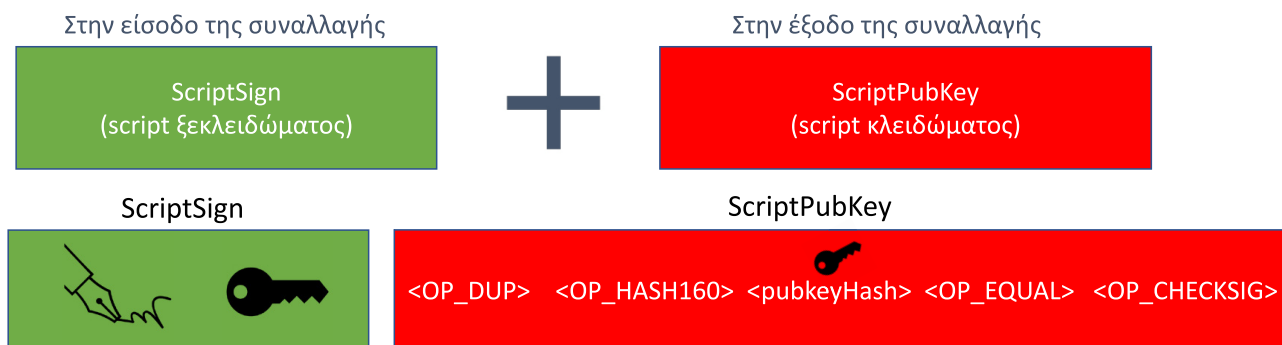 Στην είσοδο της συναλλαγής
Στην έξοδο της συναλλαγής
ScriptSign
(script ξεκλειδώματος)
ScriptPubKey
(script κλειδώματος)
ScriptSign
ScriptPubKey
<OP_DUP> <OP_HASH160> <pubkeyHash> <OP_EQUAL> <OP_CHECKSIG>